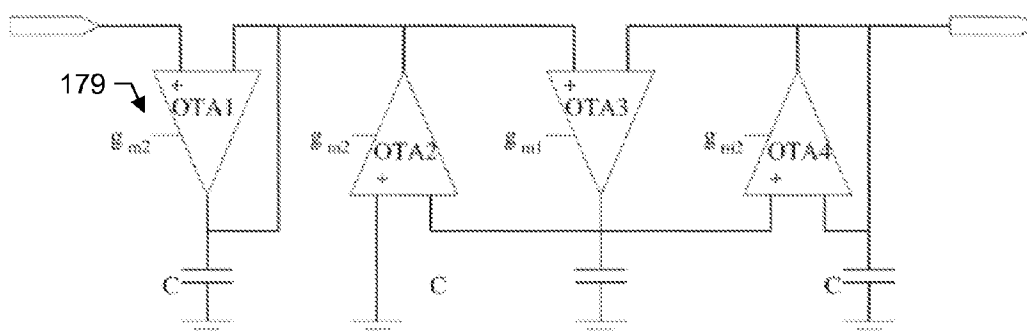 179
+
OTA1
+
OTA3
g m2
g m2
OTA2
g m1
g m2
OTA4
+
+
C
C
C